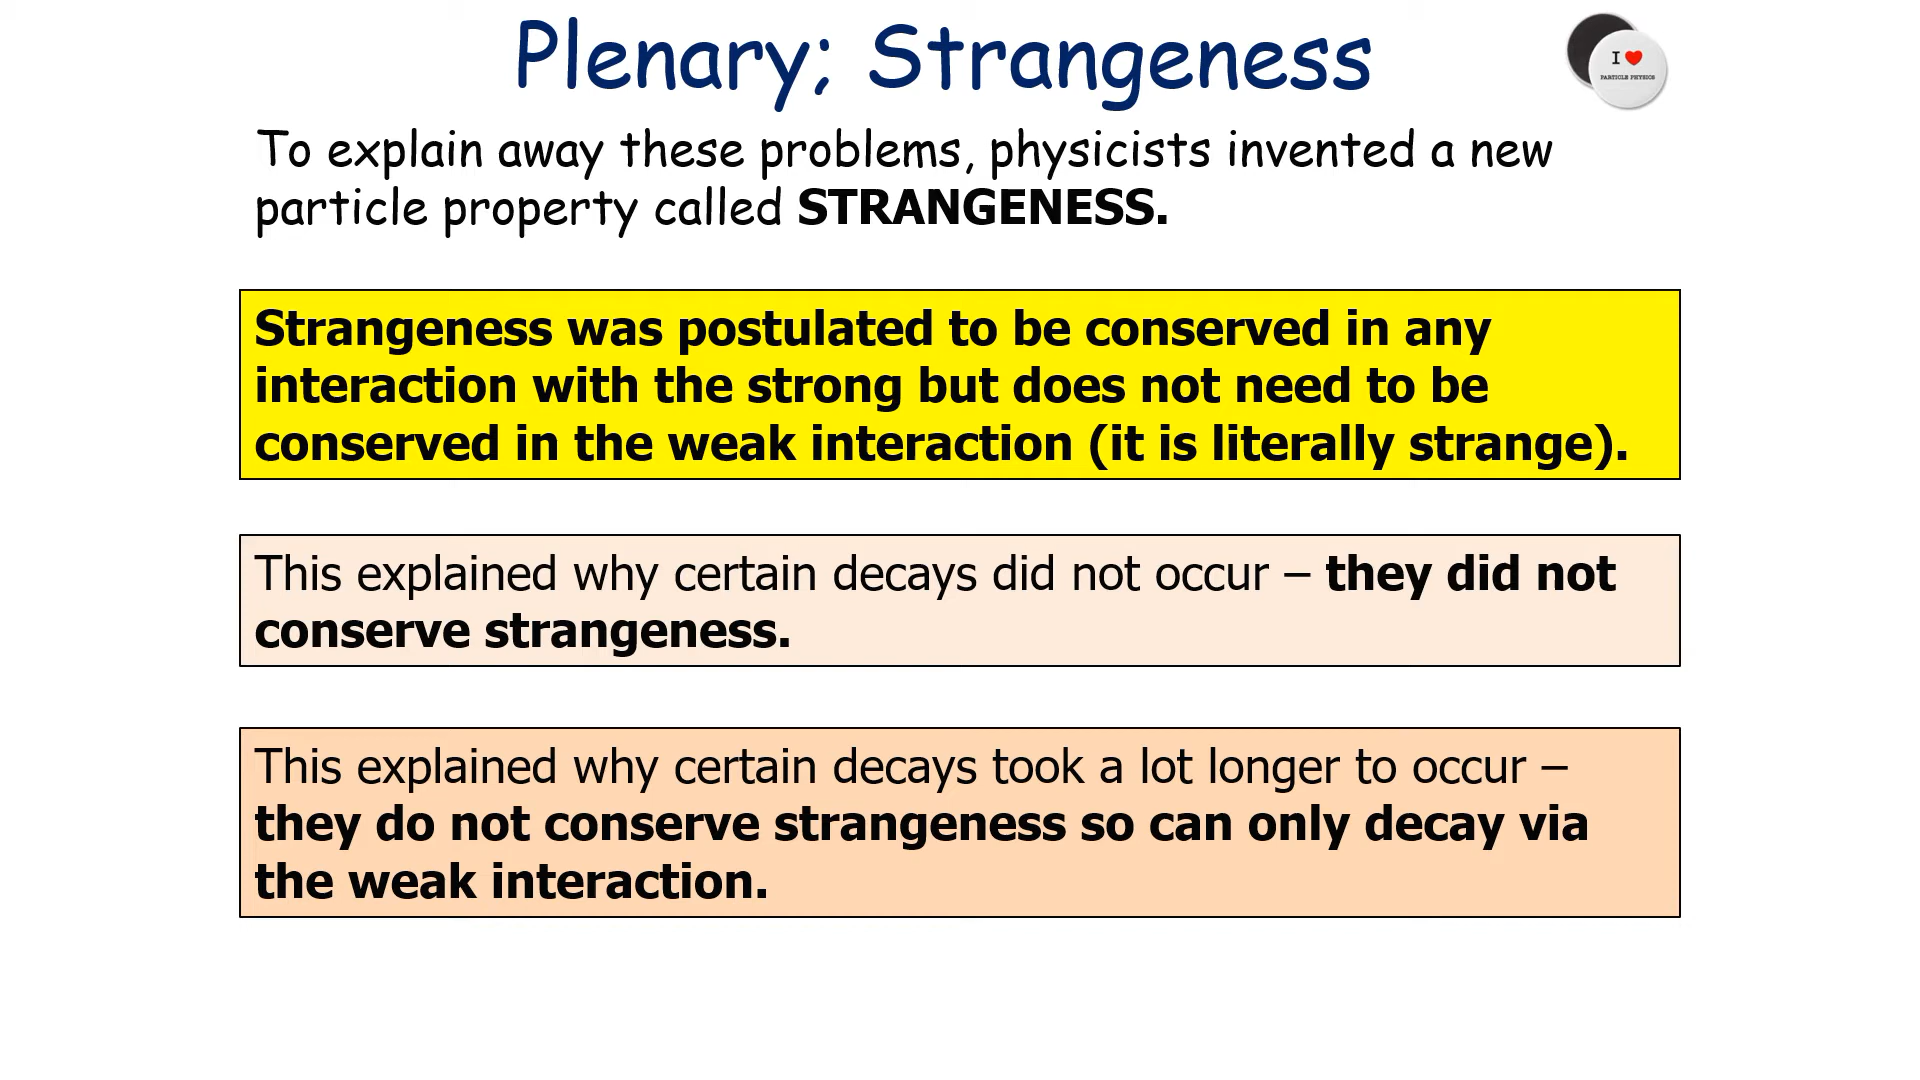 Plenary; Strangeness
I ❤
PARTICLE PHYSICS
To explain away these problems, physicists invented a new
particle property called STRANGENESS.
Strangeness was postulated to be conserved in any
interaction with the strong but does not need to be
conserved in the weak interaction (it is literally strange).
This explained why certain decays did not occur – they did not
conserve strangeness.
This explained why certain decays took a lot longer to occur –
they do not conserve strangeness so can only decay via
the weak interaction.